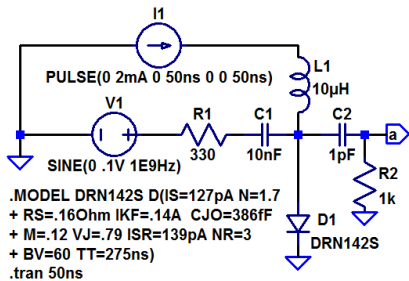 I1
PULSE(0 2mA 0 50ns 0 0 50ns)
L1
10µH
V1
R1
C1
C2
a
330
10nF
1pF
SINE(0 .1V 1E9Hz)
R2
1k
.MODEL DRN142S D(IS=127pA N=1.7
+ RS=.16Ohm IKF=.14A CJO=386fF
+ M=.12 VJ=.79 ISR=139pA NR=3
+ BV=60 TT=275ns)
.tran 50ns
D1
DRN142S